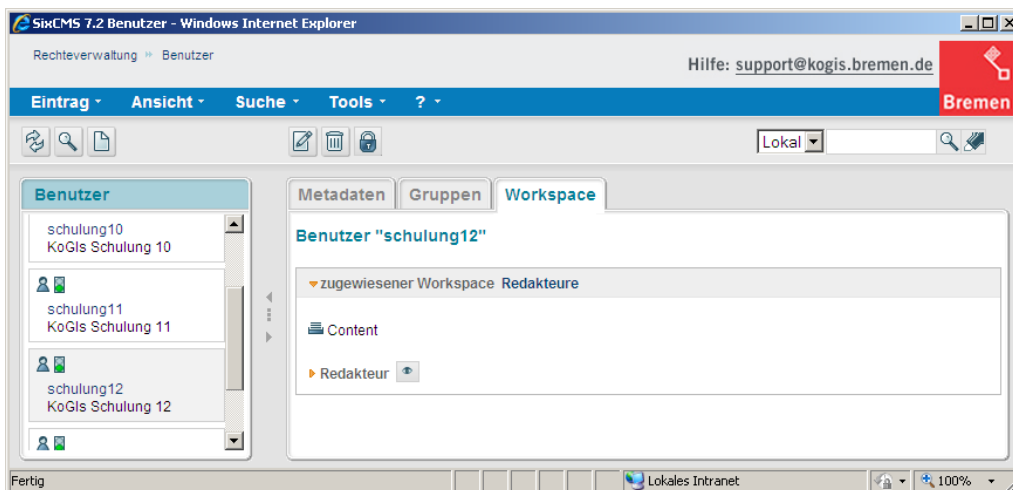 SixCMS 7.2 Benutzer - Windows Internet Explorer
Rechteverwaltung » Benutzer
Hilfe: support@kogis.bremen.de
Bremen
Eintrag Ansicht Suche Tools ?
Lokal
Benutzer
schulung10
KoGIs Schulung 10
schulung11
KoGIs Schulung 11
schulung12
KoGIs Schulung 12
Metadaten Gruppen Workspace
Benutzer "schulung12"
zugewiesener Workspace Redakteure
Content
Redakteur
Fertig Lokales Intranet 100%